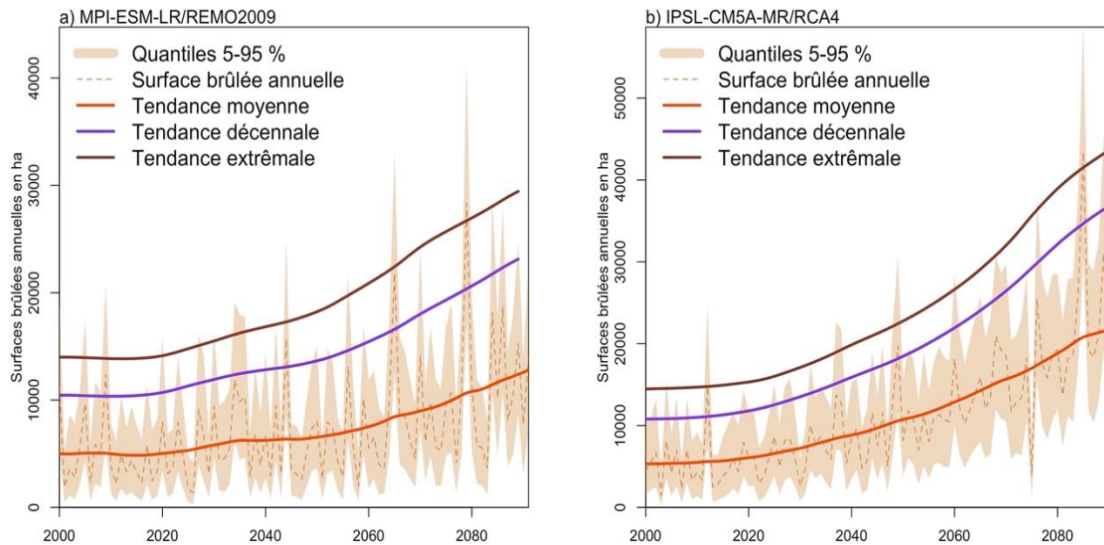 a) MPI-ESM-LR/REMO2009
Quantiles 5-95 %
Surface brûlée annuelle
Tendance moyenne
Tendance décennale
Tendance extrêmale
Surfaces brûlées annuelles en ha
0
10000
20000
30000
40000
2000
2020
2040
2060
2080
b) IPSL-CM5A-MR/RCA4
Quantiles 5-95 %
Surface brûlée annuelle
Tendance moyenne
Tendance décennale
Tendance extrêmale
Surfaces brûlées annuelles en ha
0
10000
20000
30000
40000
50000
2000
2020
2040
2060
2080